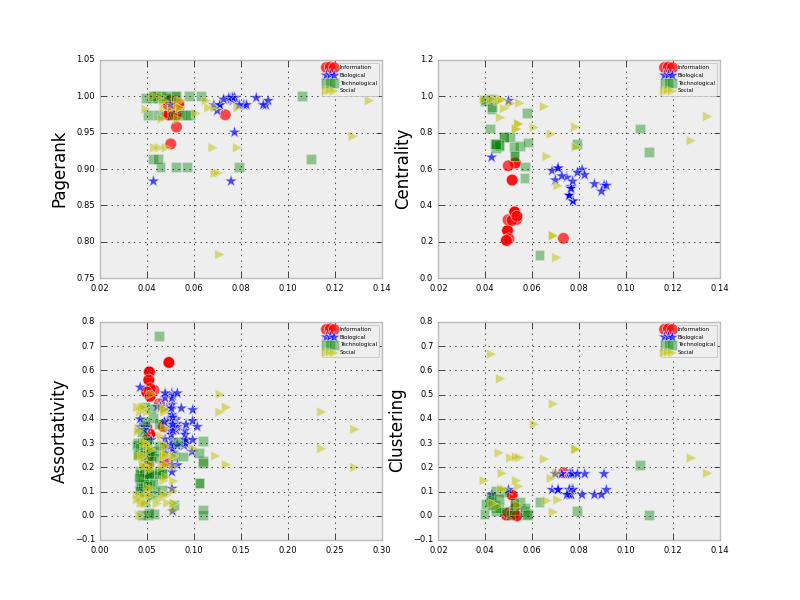 Pagerank
1.05
1.00
0.95
0.90
0.85
0.80
0.75
0.02 0.04 0.06 0.08 0.10 0.12 0.14
Information
Biological
Technological
Social
Centrality
1.2
1.0
0.8
0.6
0.4
0.2
0.0
0.02 0.04 0.06 0.08 0.10 0.12 0.14
Information
Biological
Technological
Social
Assortativity
0.8
0.7
0.6
0.5
0.4
0.3
0.2
0.1
0.0
−0.1
0.00 0.05 0.10 0.15 0.20 0.25 0.30
Information
Biological
Technological
Social
Clustering
0.8
0.7
0.6
0.5
0.4
0.3
0.2
0.1
0.0
−0.1
0.02 0.04 0.06 0.08 0.10 0.12 0.14
Information
Biological
Technological
Social